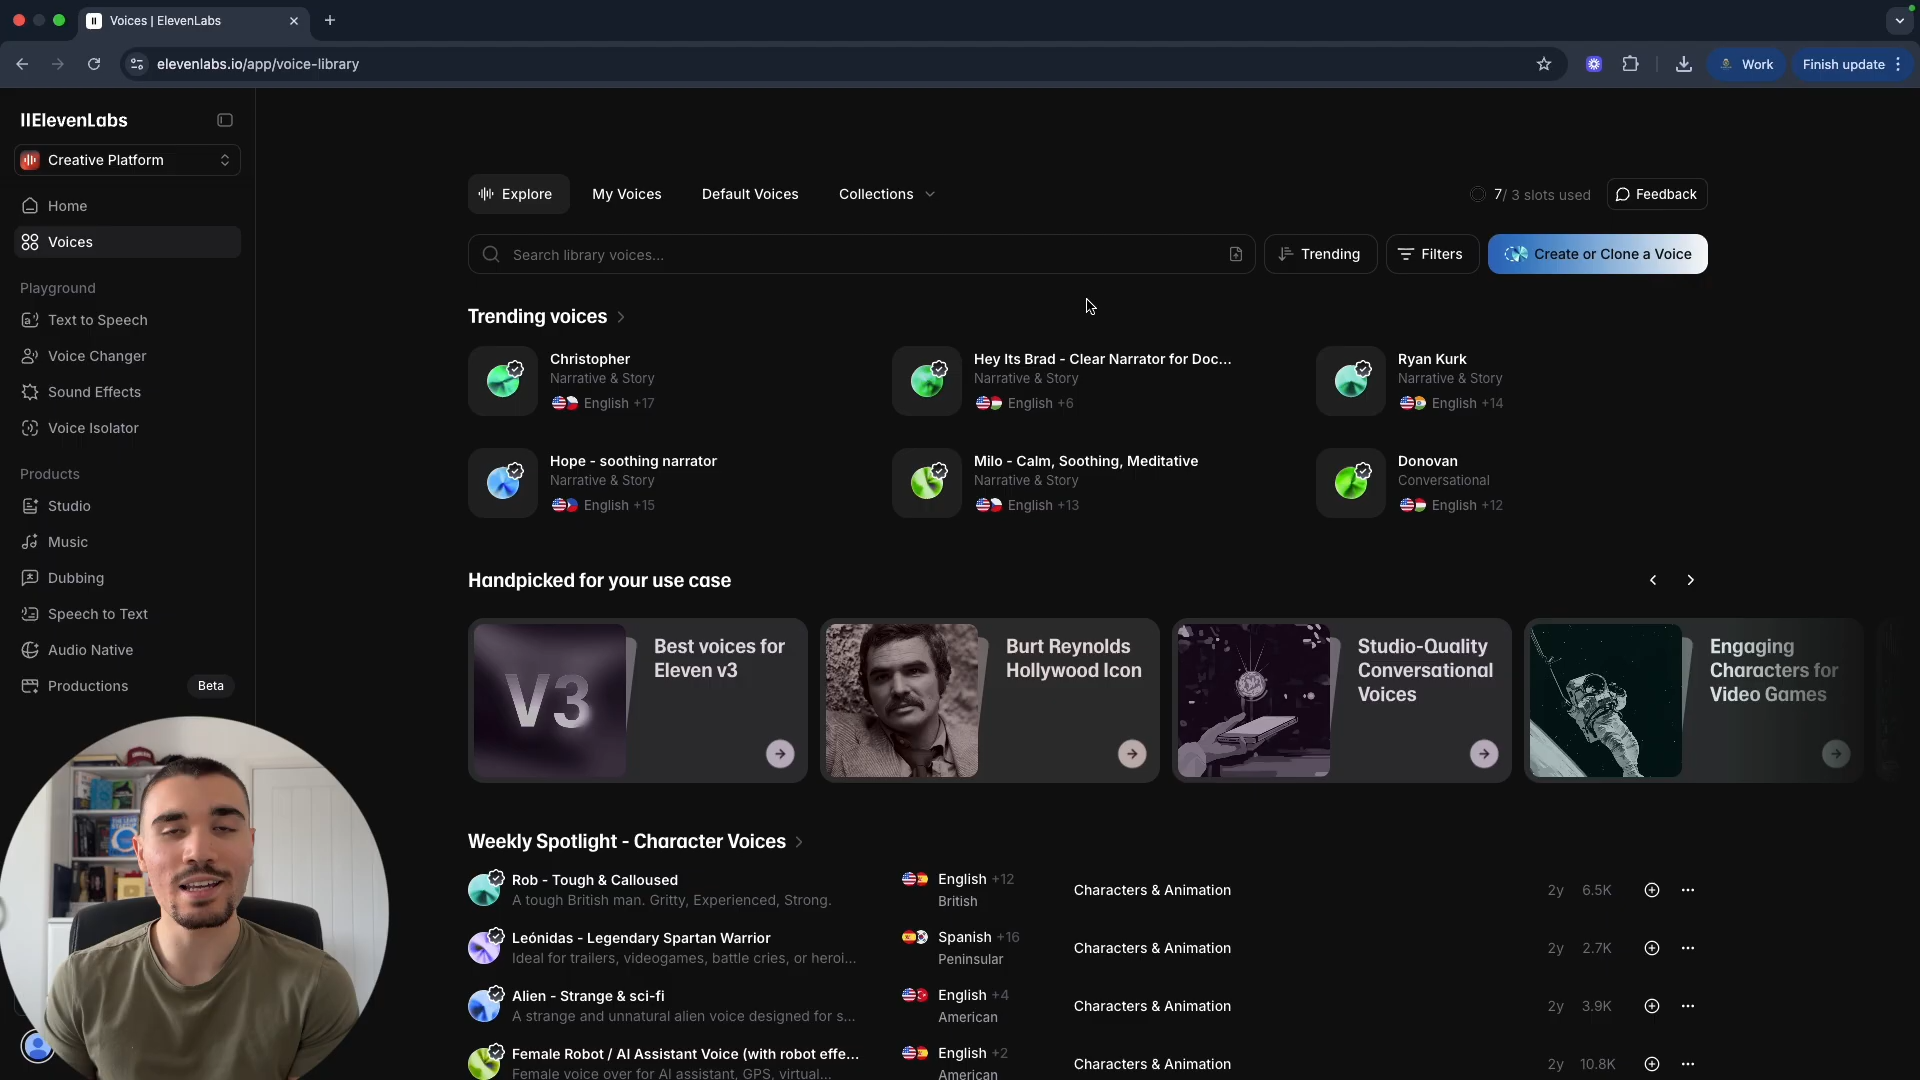 Voices | ElevenLabs
elevenlabs.io/app/voice-library
Work
Finish update
IIElevenLabs
Creative Platform
Home
Voices
Playground
Text to Speech
Voice Changer
Sound Effects
Voice Isolator
Products
Studio
Music
Dubbing
Speech to Text
Audio Native
Productions
Beta
Explore
My Voices
Default Voices
Collections
7/ 3 slots used
Feedback
Search library voices...
Trending
Filters
Create or Clone a Voice
Trending voices
Christopher
Narrative & Story
English +17
Hey Its Brad - Clear Narrator for Doc...
Narrative & Story
English +6
Ryan Kurk
Narrative & Story
English +14
Hope - soothing narrator
Narrative & Story
English +15
Milo - Calm, Soothing, Meditative
Narrative & Story
English +13
Donovan
Conversational
English +12
Handpicked for your use case
V3
Best voices for
Eleven v3
Burt Reynolds
Hollywood Icon
Studio-Quality
Conversational
Voices
Engaging
Characters for
Video Games
Weekly Spotlight - Character Voices
Rob - Tough & Calloused
A tough British man. Gritty, Experienced, Strong.
English +12
British
Characters & Animation
2y
6.5K
Leónidas - Legendary Spartan Warrior
Ideal for trailers, videogames, battle cries, or heroi...
Spanish +16
Peninsular
Characters & Animation
2y
2.7K
Alien - Strange & sci-fi
A strange and unnatural alien voice designed for s...
English +4
American
Characters & Animation
2y
3.9K
Female Robot / AI Assistant Voice (with robot effe...
Female voice over for AI assistant, GPS, virtual...
English +2
American
Characters & Animation
2y
10.8K